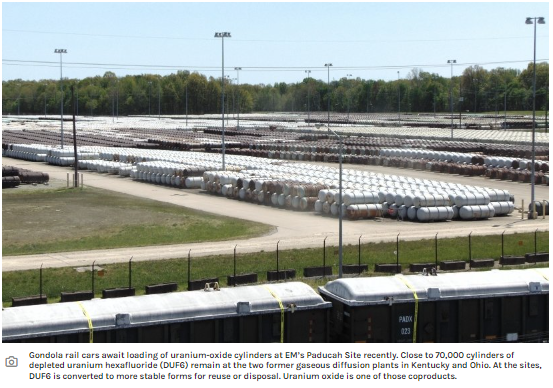 PADX
023
Gondola rail cars await loading of uranium-oxide cylinders at EM's Paducah Site recently. Close to 70,000 cylinders of
depleted uranium hexafluoride (DUF6) remain at the two former gaseous diffusion plants in Kentucky and Ohio. At the sites,
DUF6 is converted to more stable forms for reuse or disposal. Uranium oxide is one of those coproducts.